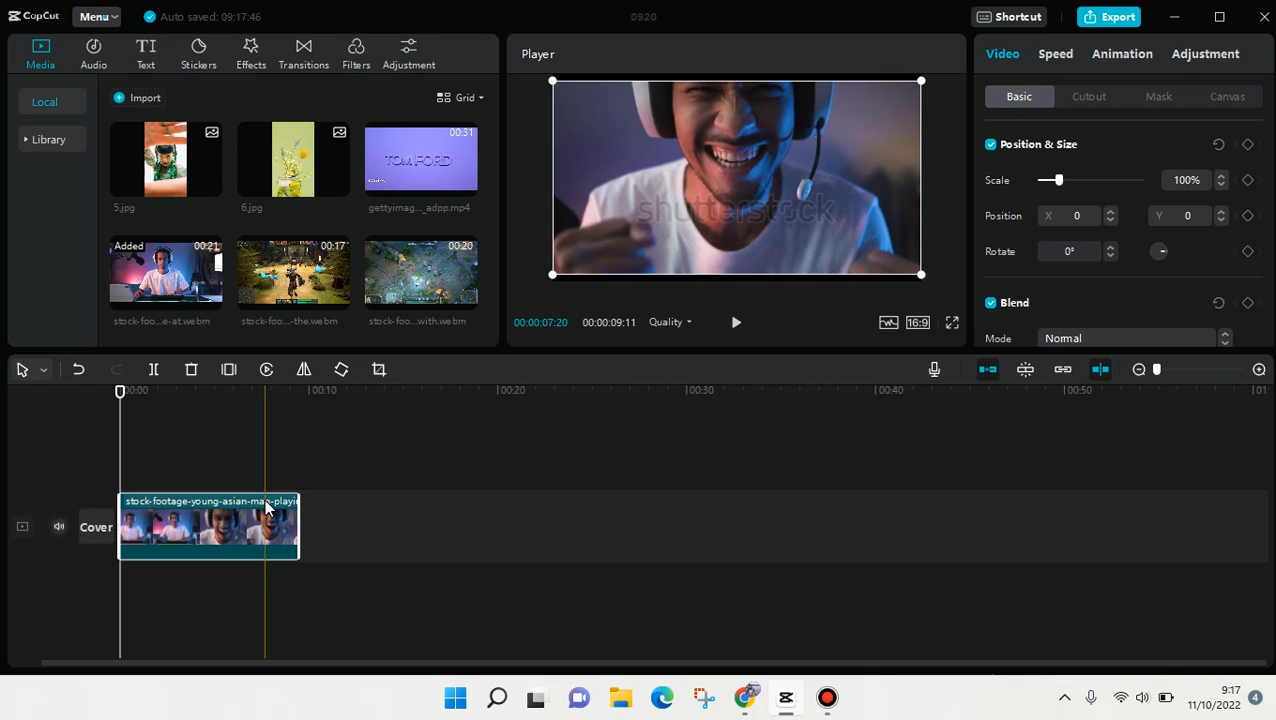 CapCut Menu Auto saved: 09:17:46 0920 Shortcut Export
Media Audio Text Stickers Effects Transitions Filters Adjustment
Local
Library
Import Grid
00:31
TOM FORD
5.jpg 6.jpg gettyimag..._adpp.mp4
Added 00:21 00:17 00:20
stock-foo...e-at.webm stock-foo...-the.webm stock-foo...with.webm
Player
shutterstock
00:00:07:20 00:00:09:11 Quality 16:9
Video Speed Animation Adjustment
Basic Cutout Mask Canvas
Position & Size
Scale 100%
Position X 0 Y 0
Rotate 0°
Blend
Mode Normal
00:00 00:10 00:20 00:30 00:40 00:50
Cover
stock-footage-young-asian-man-playi
9:17
11/10/2022 4